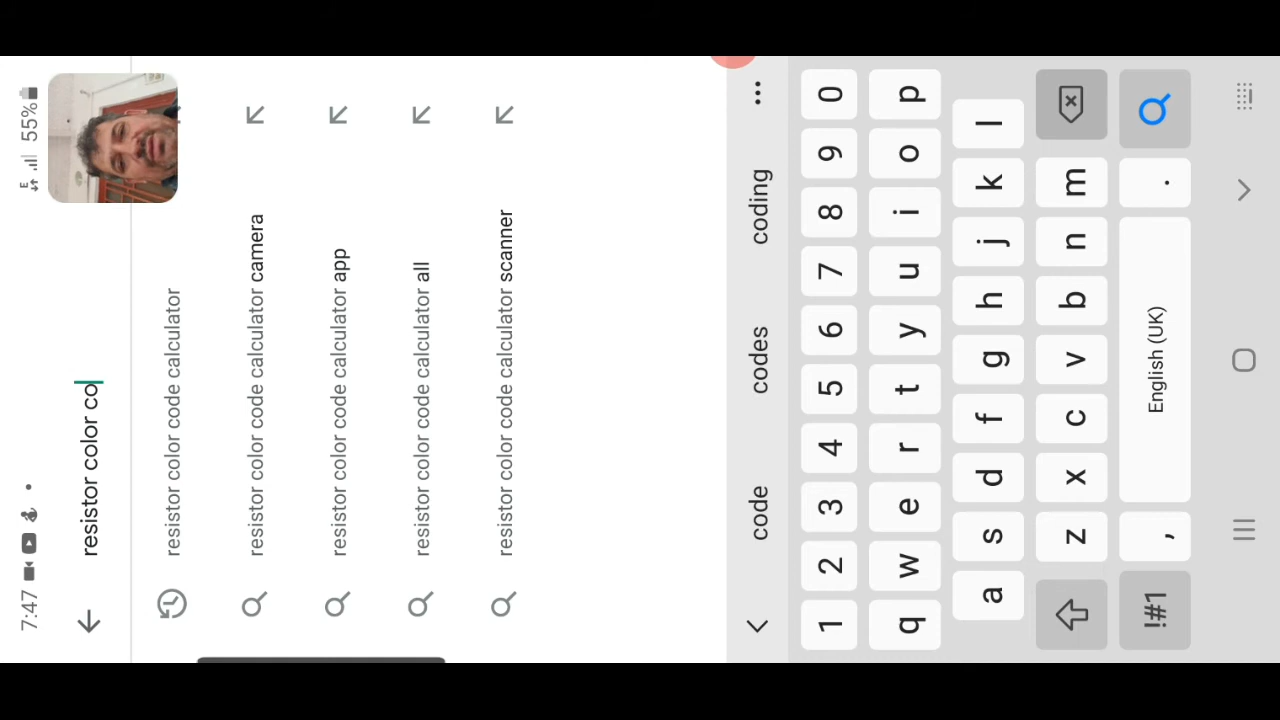 7:47
E 55%
resistor color co
resistor color code calculator
resistor color code calculator camera
resistor color code calculator app
resistor color code calculator all
resistor color code calculator scanner
code codes coding
1 2 3 4 5 6 7 8 9 0
q w e r t y u i o p
a s d f g h j k l
z x c v b n m
!#1 , English (UK) .